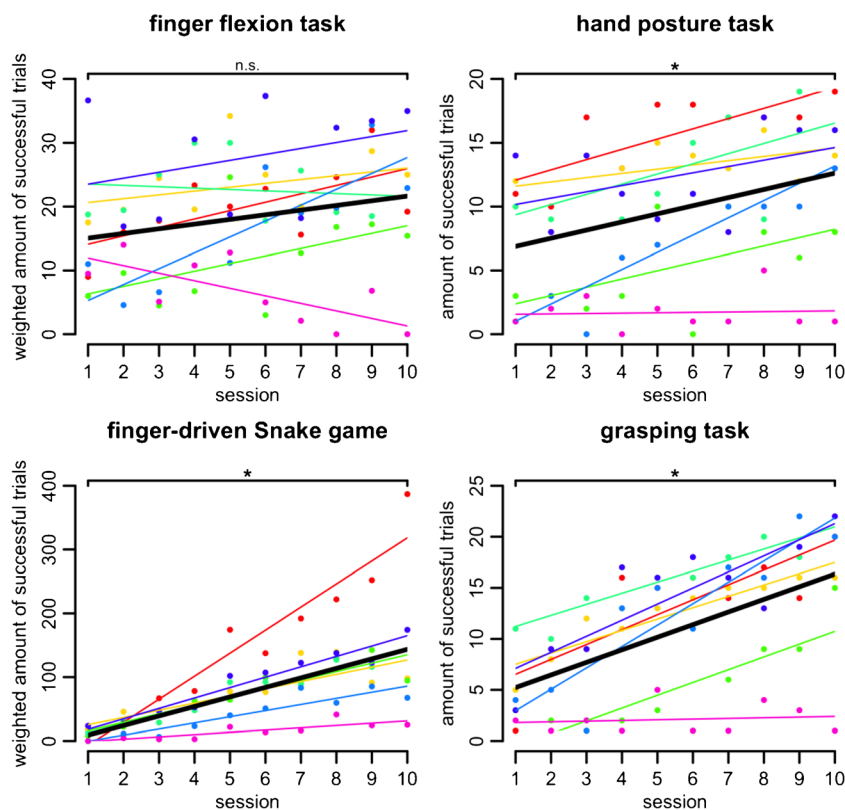 finger flexion task
n.s.
weighted amount of successful trials
0 10 20 30 40
1 2 3 4 5 6 7 8 9 10
session
hand posture task
*
amount of successful trials
0 5 10 15 20
1 2 3 4 5 6 7 8 9 10
session
finger-driven Snake game
*
weighted amount of successful trials
0 100 200 300 400
1 2 3 4 5 6 7 8 9 10
session
grasping task
*
amount of successful trials
0 5 10 15 20 25
1 2 3 4 5 6 7 8 9 10
session